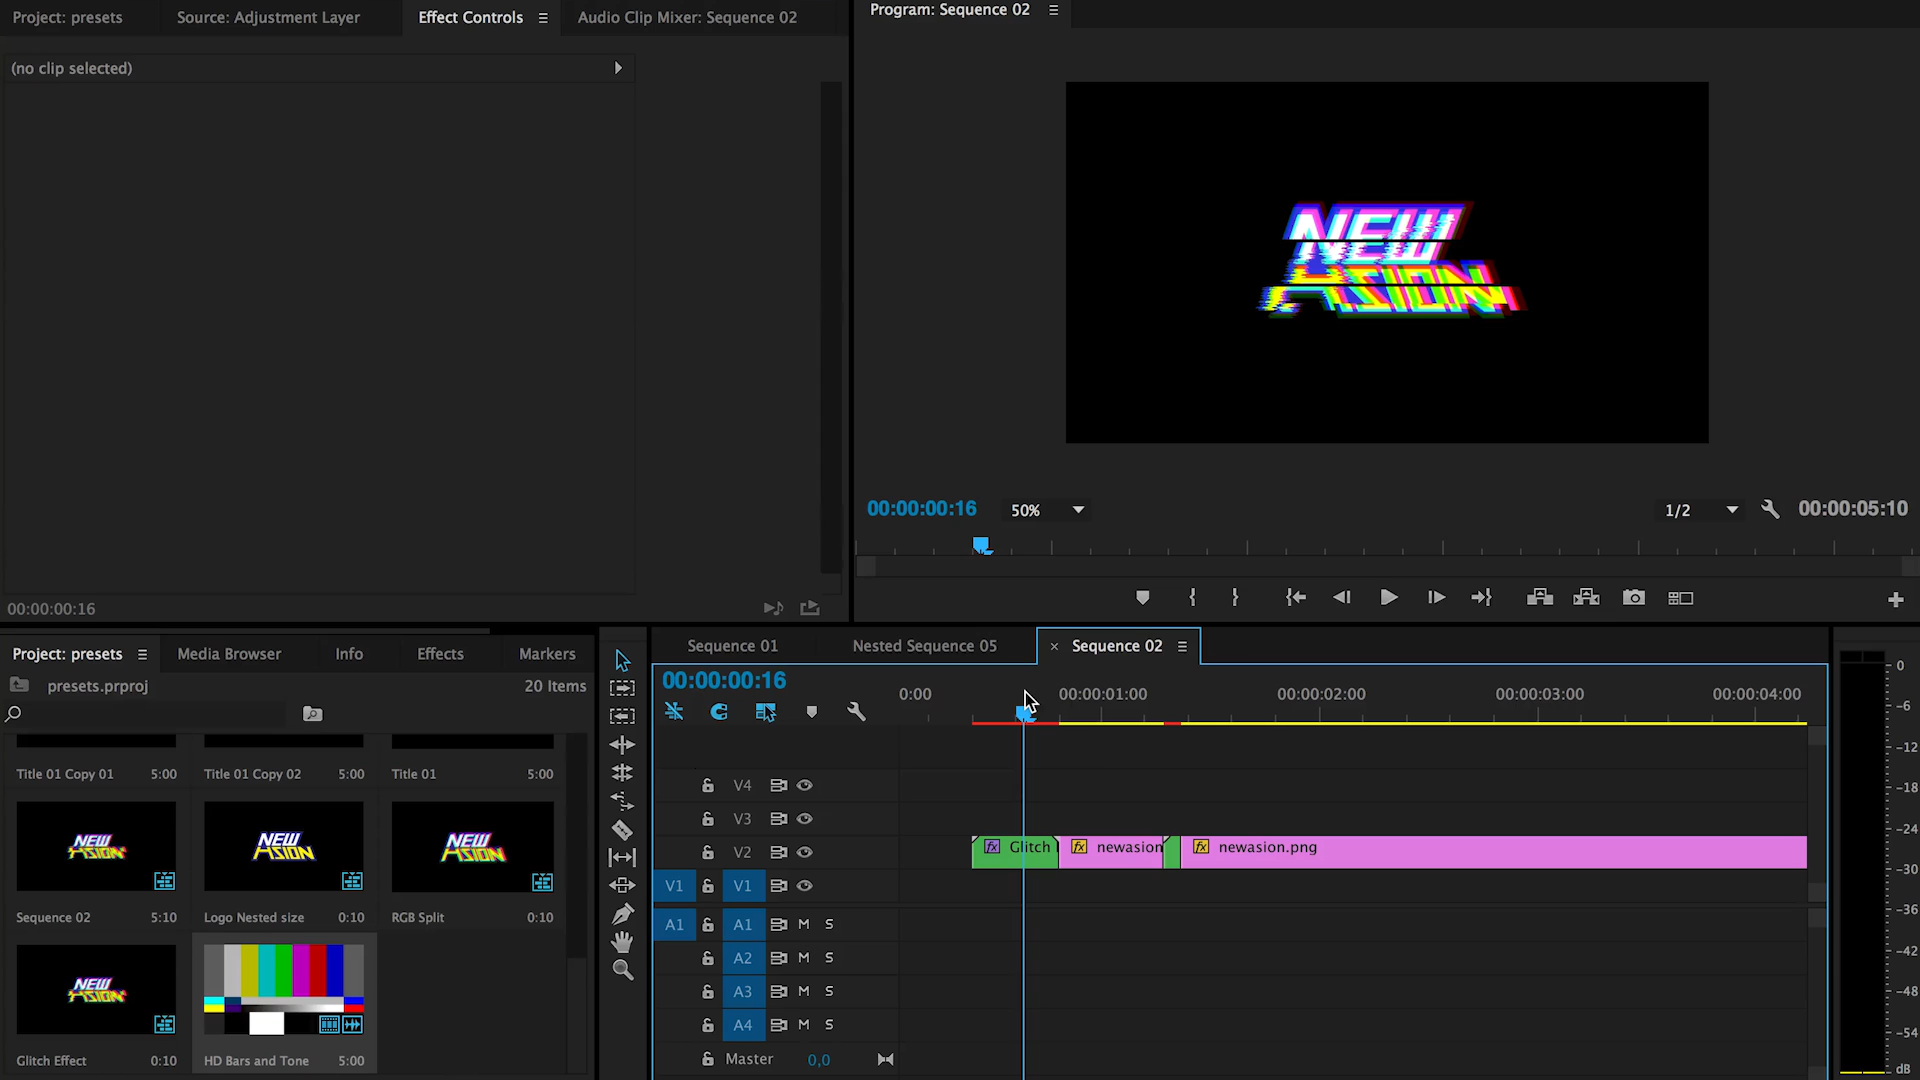 Project: presets
Source: Adjustment Layer
Effect Controls
Audio Clip Mixer: Sequence 02
Program: Sequence 02
(no clip selected)
NEW
ASION
00:00:00:16
50%
1/2
00:00:05:10
00:00:00:16
Project: presets
Media Browser
Info
Effects
Markers
presets.prproj
20 Items
Title 01 Copy 01 5:00
Title 01 Copy 02 5:00
Title 01 5:00
NEW
ASION
NEW
ASION
NEW
ASION
Sequence 02 5:10
Logo Nested size 0:10
RGB Split 0:10
NEW
ASION
Glitch Effect 0:10
HD Bars and Tone 5:00
Sequence 01
Nested Sequence 05
× Sequence 02
00:00:00:16
0:00
00:00:01:00
00:00:02:00
00:00:03:00
00:00:04:00
V4
V3
V2
fx Glitch
fx newasion
fx newasion.png
V1 V1
A1 A1 M S
A2 M S
A3 M S
A4 M S
Master 0,0
0
-6
-12
-18
-24
-30
-36
-42
-48
-54
dB